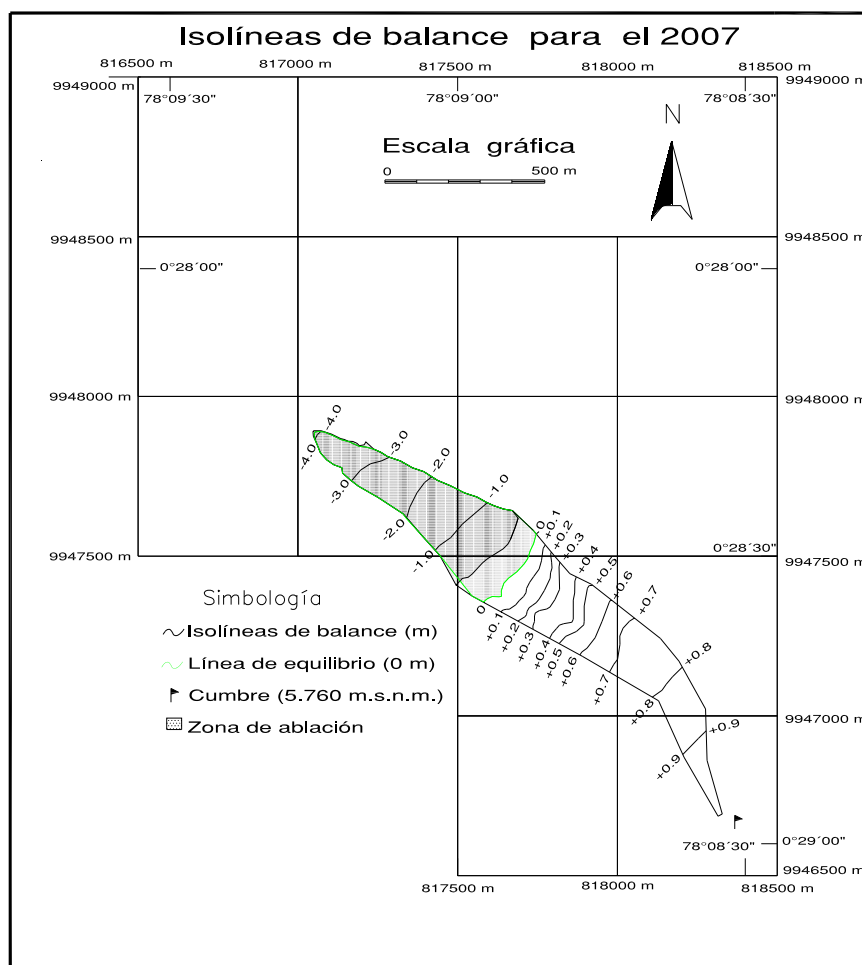 Isolíneas de balance para el 2007
816500 m 817000 m 817500 m 818000 m 818500 m
9949000 m 9949000 m
78°09´30" 78°09´00" 78°08´30"
N
Escala gráfica
0 500 m
9948500 m 9948500 m
0°28´00" 0°28´00"
9948000 m 9948000 m
-4.0 -3.0 -2.0 -1.0 0 +0.1 +0.2 +0.3 +0.4 +0.5 +0.6 +0.7 +0.8 +0.9
-4.0 -3.0 -2.0 -1.0 0 +0.1 +0.2 +0.3 +0.4 +0.5 +0.6 +0.7 +0.8 +0.9
9947500 m 9947500 m
0°28´30"
Simbología
Isolíneas de balance (m)
Línea de equilibrio (0 m)
Cumbre (5.760 m.s.n.m.)
Zona de ablación
9947000 m
78°08´30" 0°29´00"
9946500 m
817500 m 818000 m 818500 m